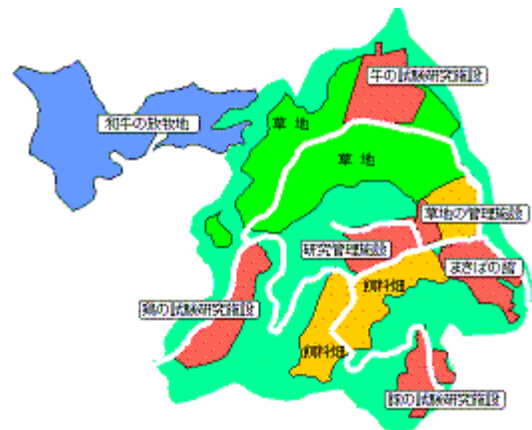 牛の試験研究施設
和牛の放牧地
草 地
草 地
草地の管理施設
研究管理施設
まきばの館
飼料畑
鶏の試験研究施設
飼料畑
豚の試験研究施設